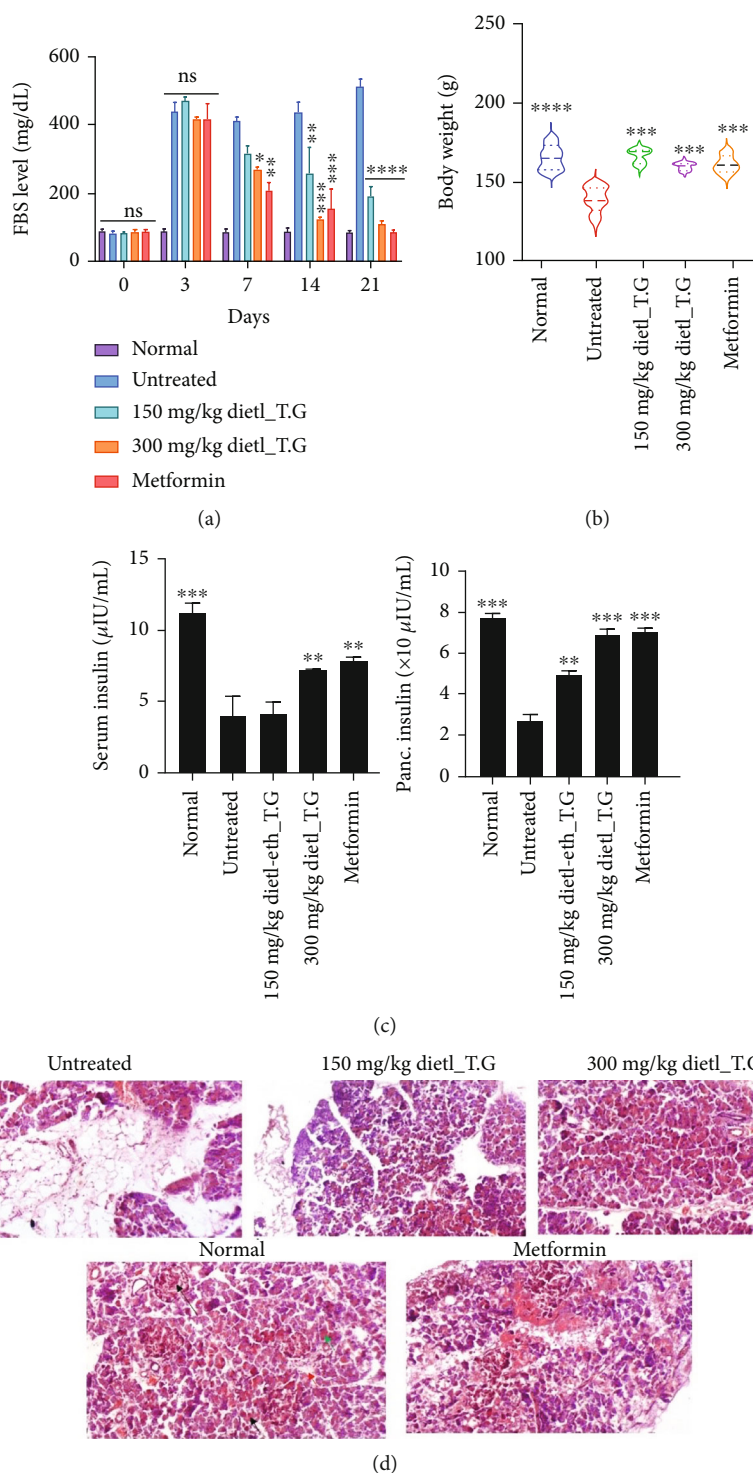 600
400
200
0
FBS level (mg/dL)
ns
ns
*
**
**
***
***
****
0 3 7 14 21
Days
Normal
Untreated
150 mg/kg dietl_T.G
300 mg/kg dietl_T.G
Metformin
(a)
250
200
150
100
Body weight (g)
****
***
***
***
Normal
Untreated
150 mg/kg dietl_T.G
300 mg/kg dietl_T.G
Metformin
(b)
15
10
5
0
Serum insulin (μIU/mL)
***
**
**
Normal
Untreated
150 mg/kg dietl-eth_T.G
300 mg/kg dietl_T.G
Metformin
10
8
6
4
2
0
Panc. insulin (×10 μIU/mL)
***
**
***
***
Normal
Untreated
150 mg/kg dietl-eth_T.G
300 mg/kg dietl_T.G
Metformin
(c)
Untreated 150 mg/kg dietl_T.G 300 mg/kg dietl_T.G
Normal Metformin
(d)